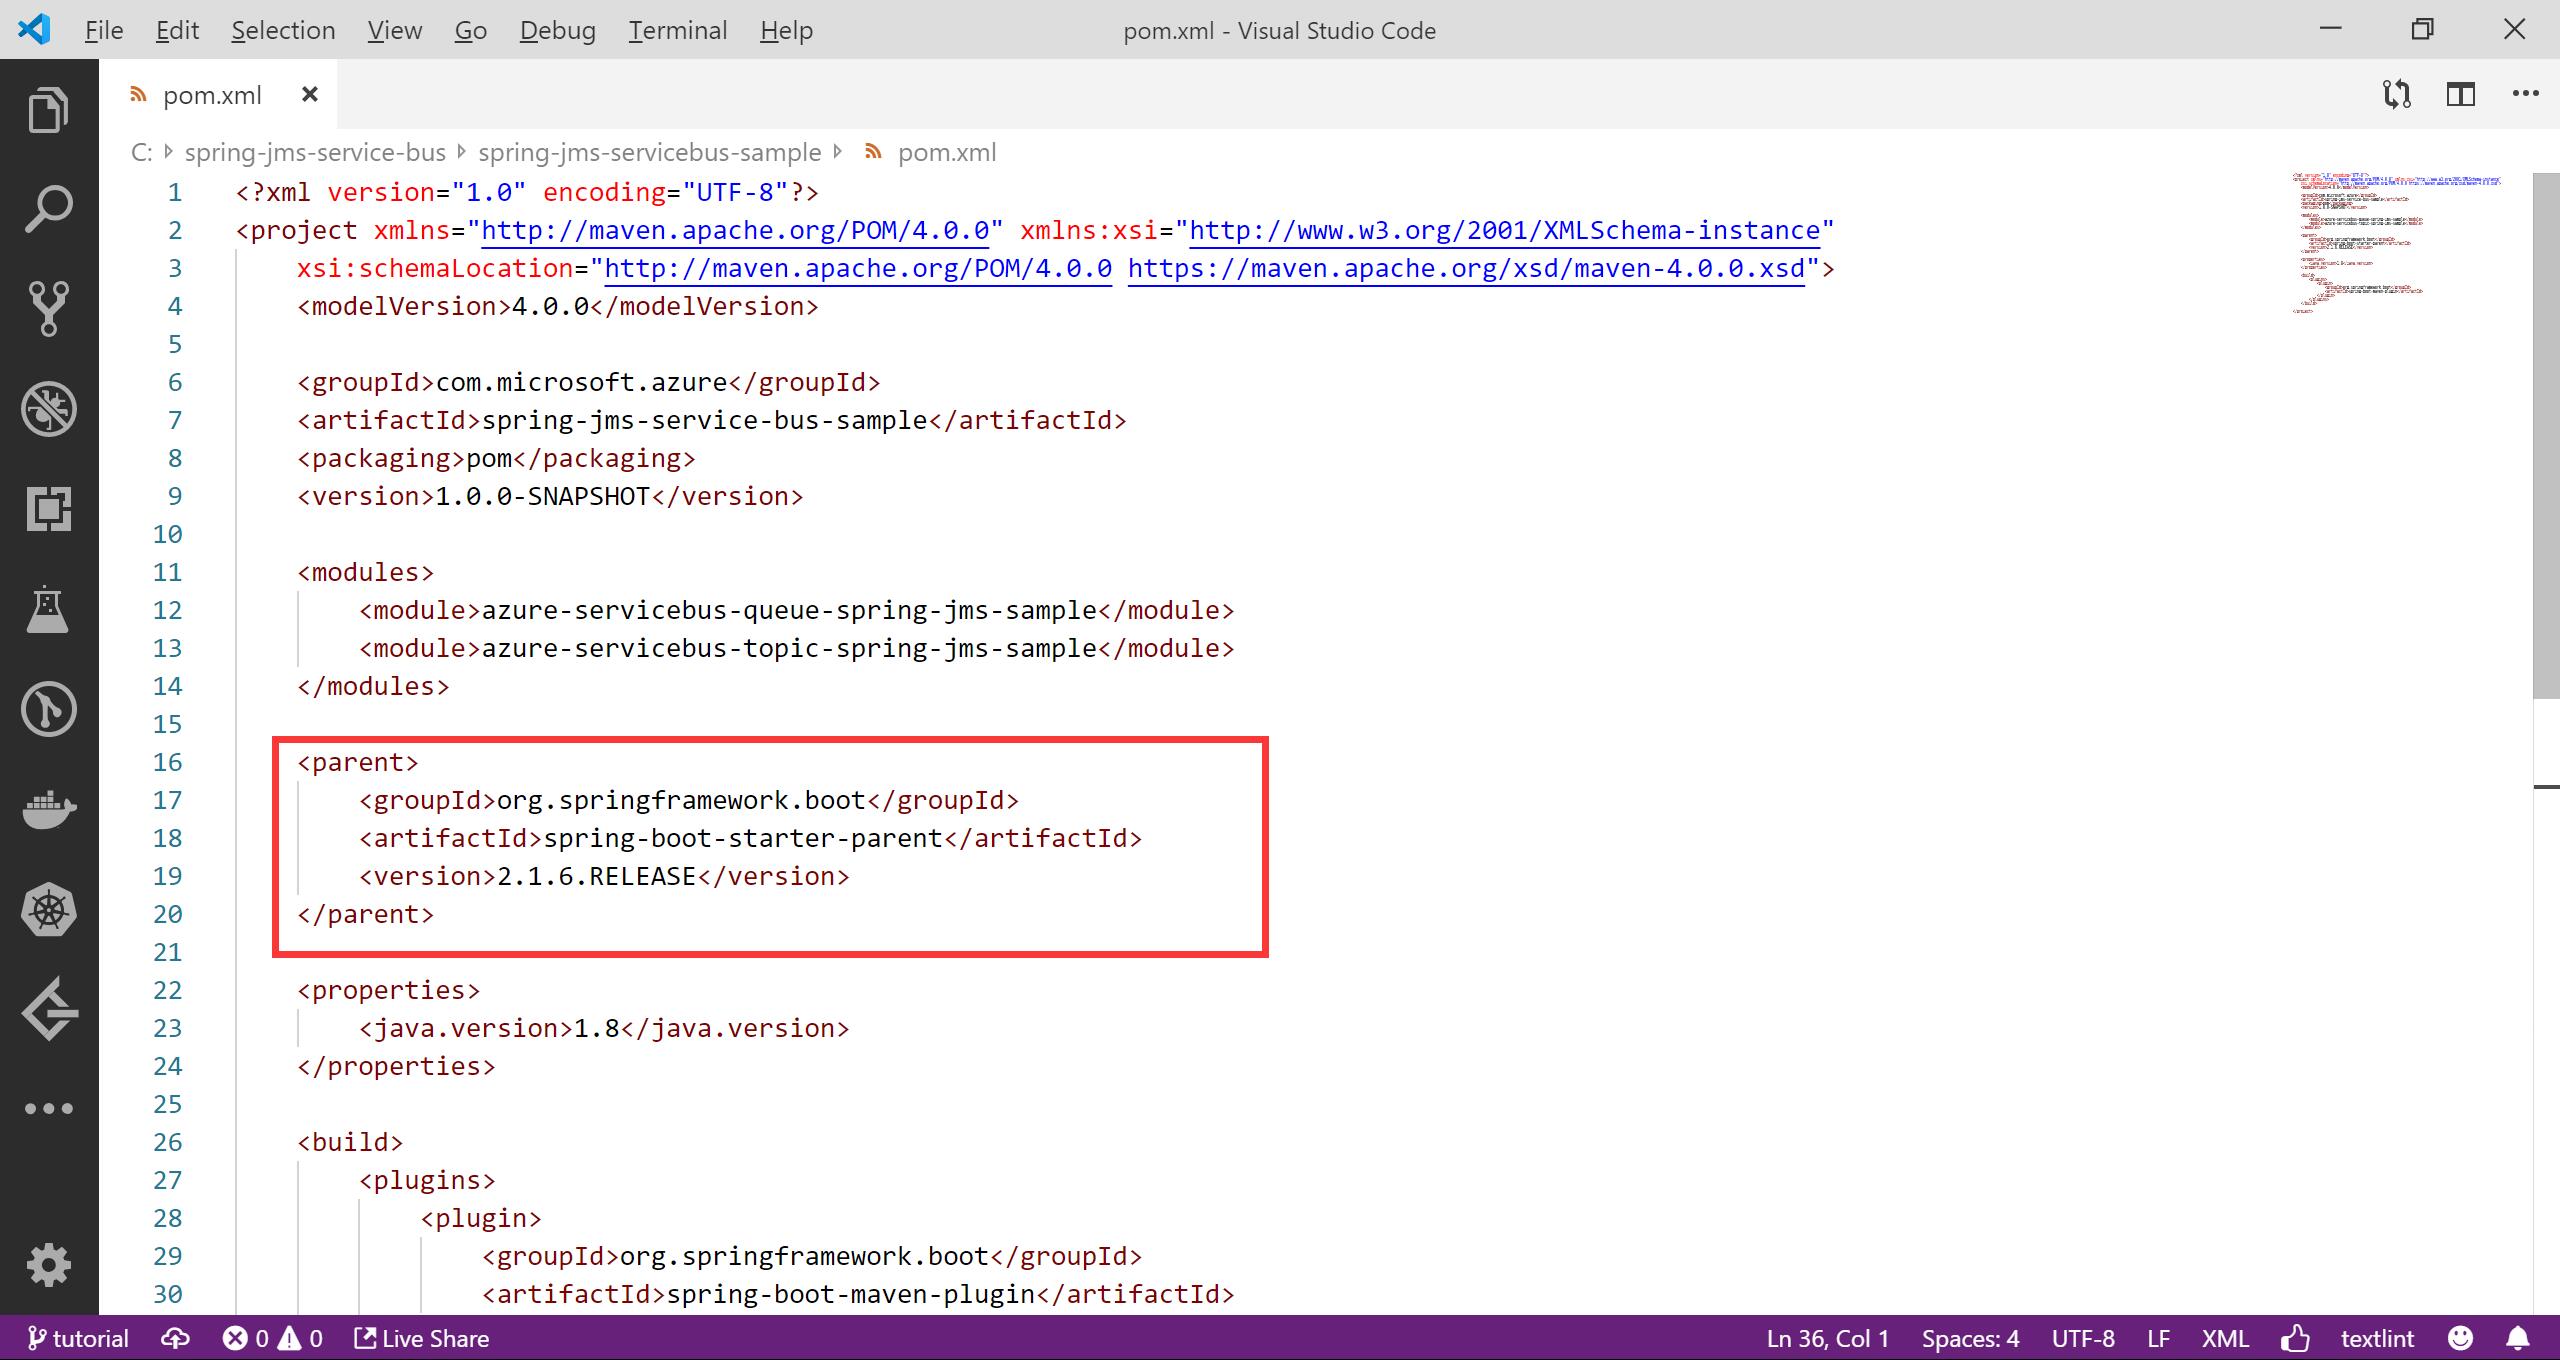 File Edit Selection View Go Debug Terminal Help pom.xml - Visual Studio Code
pom.xml
C: spring-jms-service-bus spring-jms-servicebus-sample pom.xml
1 <?xml version="1.0" encoding="UTF-8"?>
2 <project xmlns="http://maven.apache.org/POM/4.0.0" xmlns:xsi="http://www.w3.org/2001/XMLSchema-instance"
3 xsi:schemaLocation="http://maven.apache.org/POM/4.0.0 https://maven.apache.org/xsd/maven-4.0.0.xsd">
4 <modelVersion>4.0.0</modelVersion>
5
6 <groupId>com.microsoft.azure</groupId>
7 <artifactId>spring-jms-service-bus-sample</artifactId>
8 <packaging>pom</packaging>
9 <version>1.0.0-SNAPSHOT</version>
10
11 <modules>
12 <module>azure-servicebus-queue-spring-jms-sample</module>
13 <module>azure-servicebus-topic-spring-jms-sample</module>
14 </modules>
15
16 <parent>
17 <groupId>org.springframework.boot</groupId>
18 <artifactId>spring-boot-starter-parent</artifactId>
19 <version>2.1.6.RELEASE</version>
20 </parent>
21
22 <properties>
23 <java.version>1.8</java.version>
24 </properties>
25
26 <build>
27 <plugins>
28 <plugin>
29 <groupId>org.springframework.boot</groupId>
30 <artifactId>spring-boot-maven-plugin</artifactId>
tutorial 0 0 Live Share Ln 36, Col 1 Spaces: 4 UTF-8 LF XML textlint